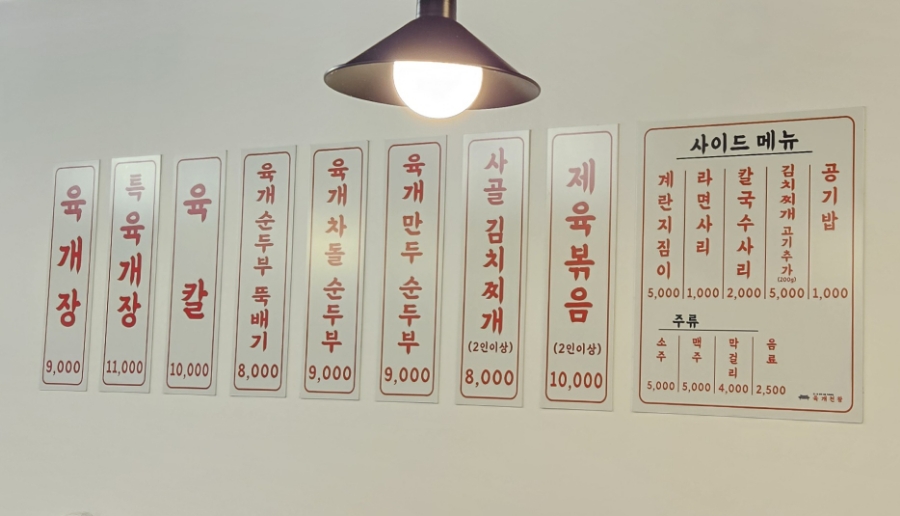 육개장
9,000
특 육개장
11,000
육칼
10,000
육개 순두부 뚝배기
8,000
육개 차돌 순두부
9,000
육개 만두 순두부
9,000
사골 김치찌개
(2인이상)
8,000
제육볶음
(2인이상)
10,000
사이드 메뉴
계란지짐이
5,000
라면사리
1,000
칼국수사리
2,000
김치찌개 고기추가
(200g)
5,000
공기밥
1,000
주류
소주
5,000
맥주
5,000
막걸리
4,000
음료
2,500
육개전장